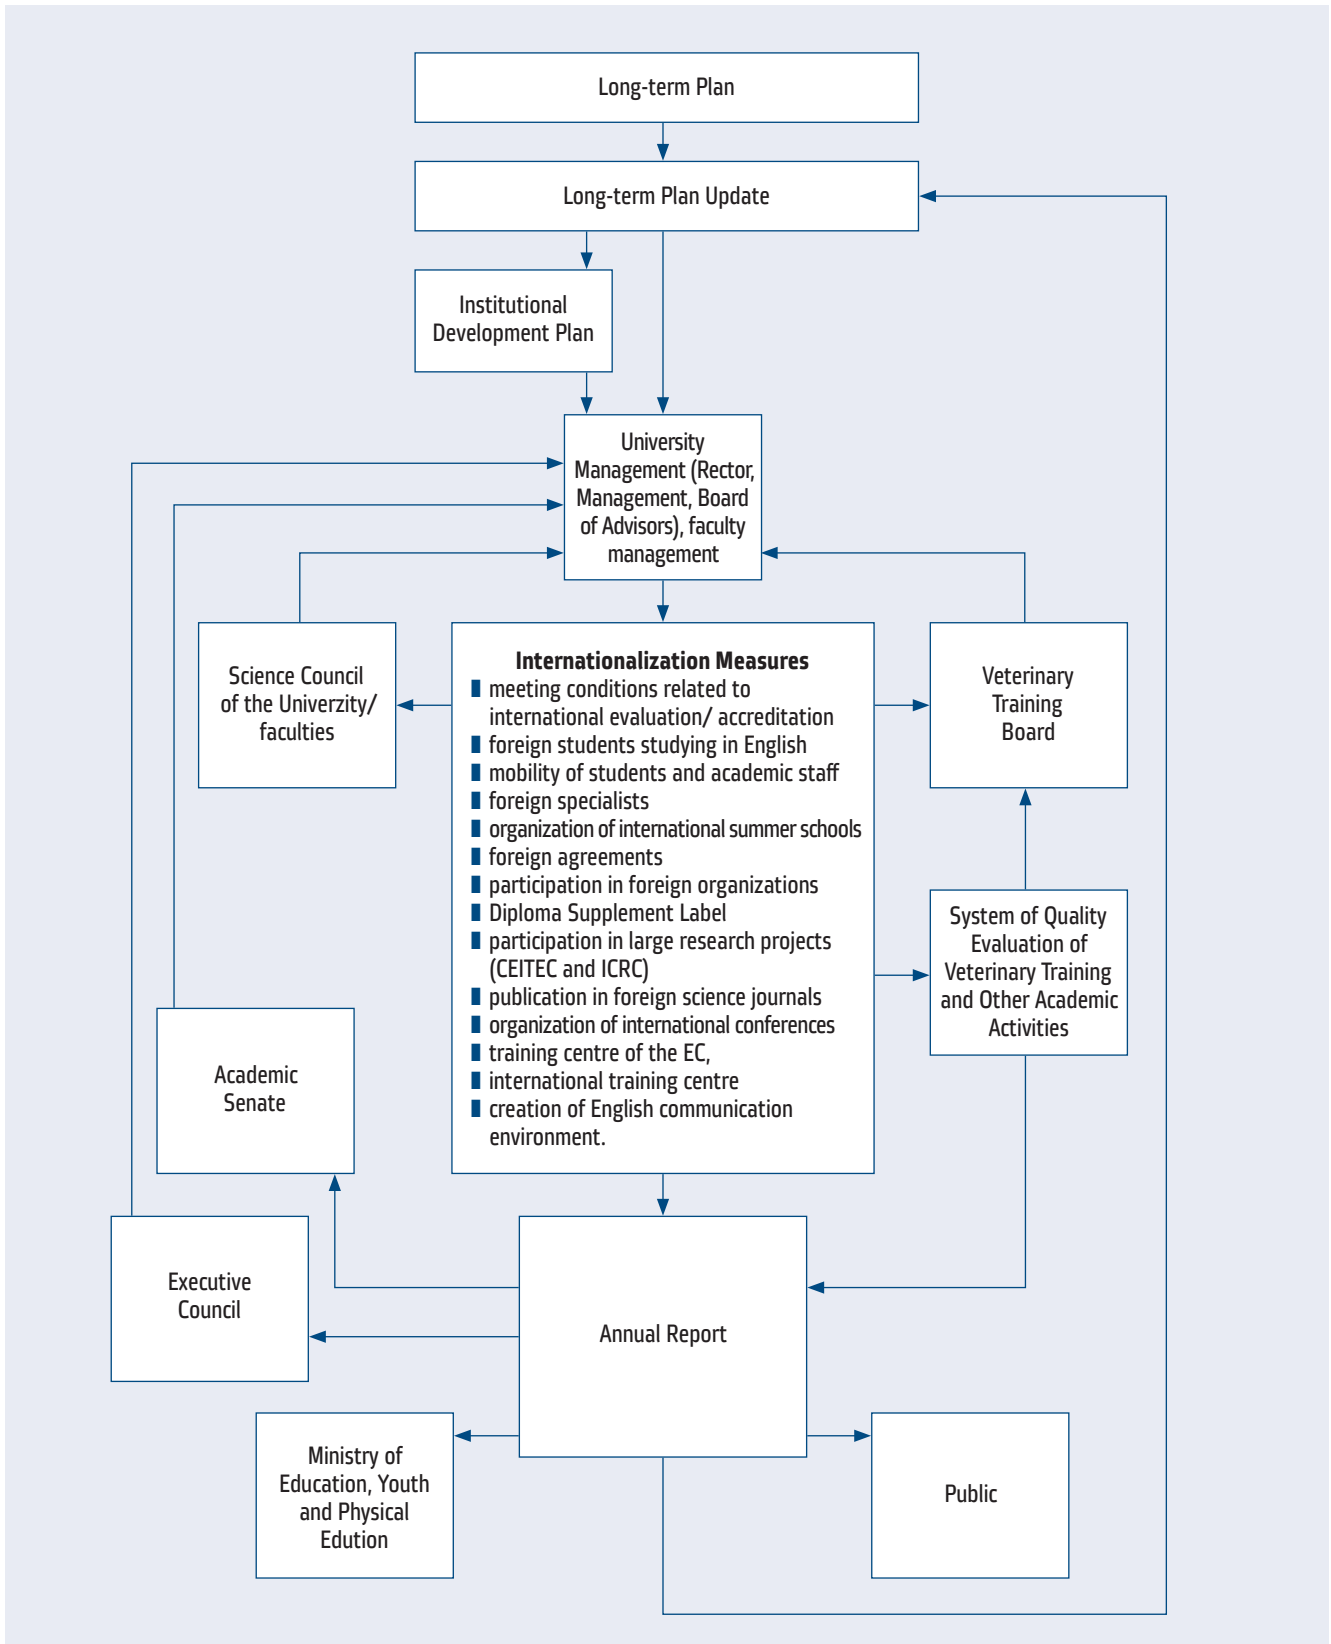 Long-term Plan
Long-term Plan Update
Institutional
Development Plan
University
Management (Rector,
Management, Board
of Advisors), faculty
management
Science Council
of the Univerzity/
faculties
Internationalization Measures
meeting conditions related to
international evaluation/ accreditation
foreign students studying in English
mobility of students and academic staff
foreign specialists
organization of international summer schools
foreign agreements
participation in foreign organizations
Diploma Supplement Label
participation in large research projects
(CEITEC and ICRC)
publication in foreign science journals
organization of international conferences
training centre of the EC,
international training centre
creation of English communication
environment.
Veterinary
Training
Board
System of Quality
Evaluation of
Veterinary Training
and Other Academic
Activities
Academic
Senate
Executive
Council
Annual Report
Ministry of
Education, Youth
and Physical
Edution
Public